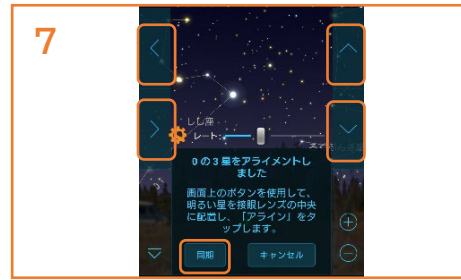 7
しし座
レート:
0の3星をアライメントし
ました
画面上のボタンを使用して、
明るい星を接眼レンズの中央
に配置し、「アライン」をタ
ップします。
同期
キャンセル